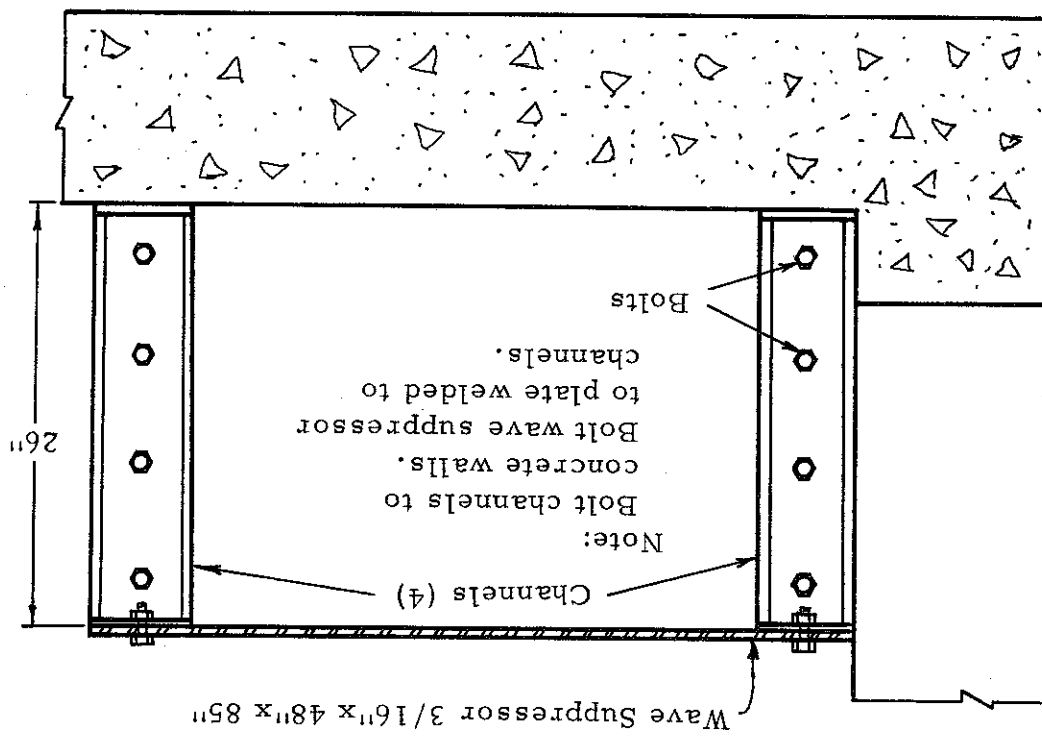 Wave Suppressor 3/16"x 48"x 85"
Channels (4)
Note:
Bolt channels to
concrete walls.
Bolt wave suppressor
to plate welded to
channels.
Bolts
26"